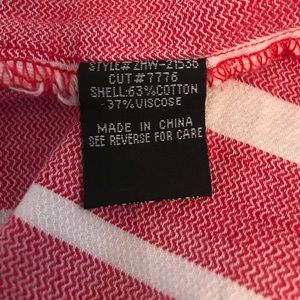 STYLE#ZHW-21536
CUT#7776
SHELL:63%COTTON
-37%VISCOSE
MADE IN CHINA
SEE REVERSE FOR CARE